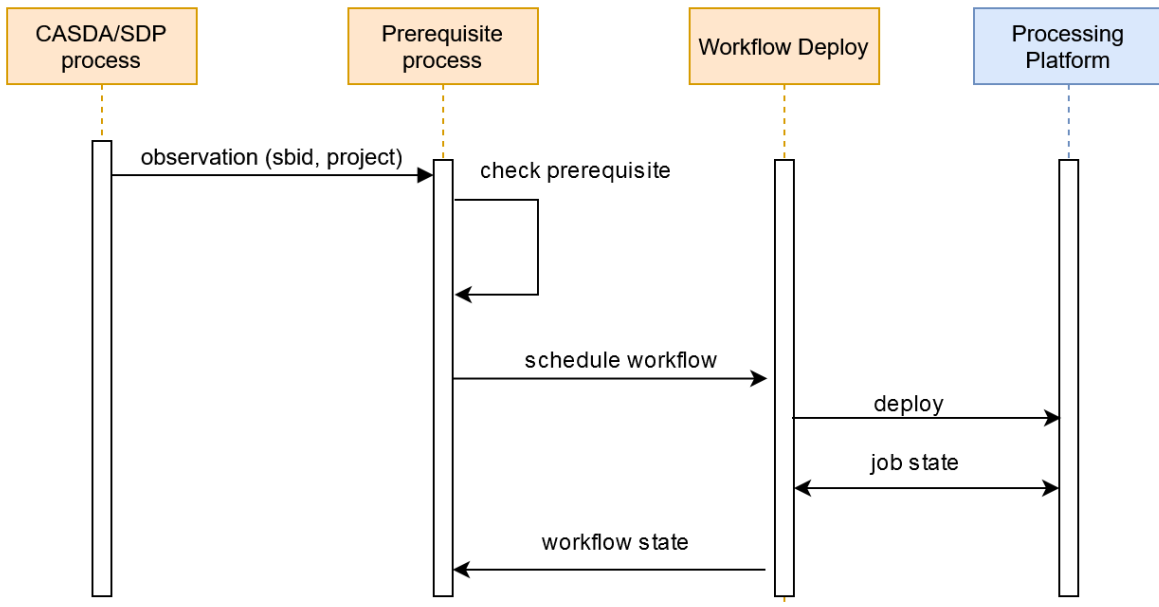 CASDA/SDP
process
Prerequisite
process
Workflow Deploy
Processing
Platform
observation (sbid, project)
check prerequisite
schedule workflow
deploy
job state
workflow state